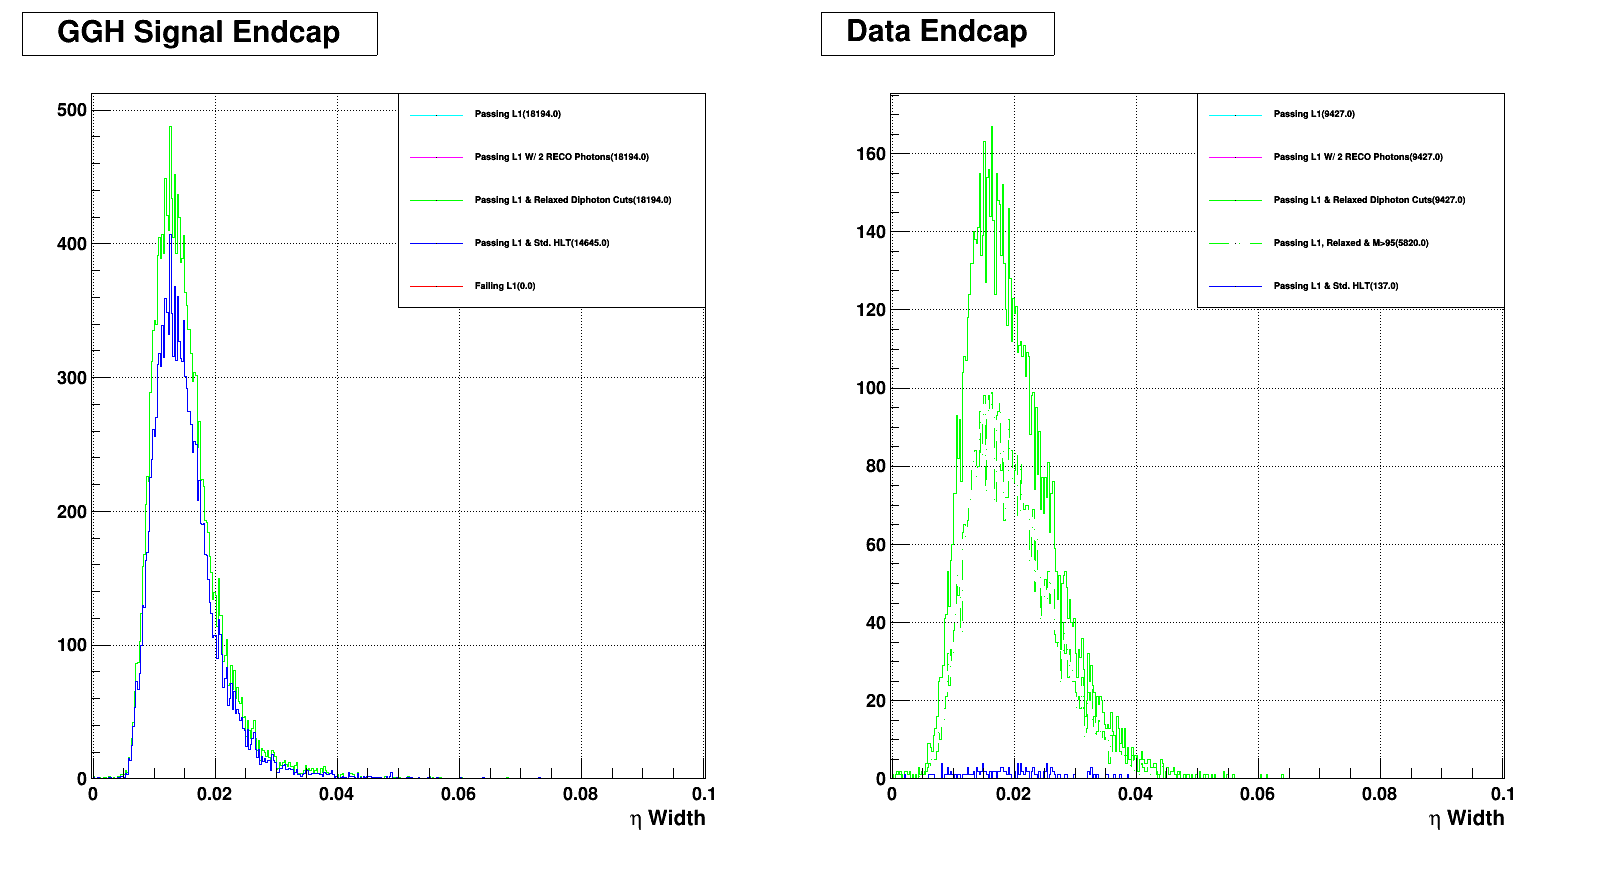 GGH Signal Endcap
500
400
300
200
100
0
0 0.02 0.04 0.06 0.08 0.1
η Width
Passing L1(18194.0)
Passing L1 W/ 2 RECO Photons(18194.0)
Passing L1 & Relaxed Diphoton Cuts(18194.0)
Passing L1 & Std. HLT(14645.0)
Failing L1(0.0)
Data Endcap
160
140
120
100
80
60
40
20
0
0 0.02 0.04 0.06 0.08 0.1
η Width
Passing L1(9427.0)
Passing L1 W/ 2 RECO Photons(9427.0)
Passing L1 & Relaxed Diphoton Cuts(9427.0)
Passing L1, Relaxed & M>95(5820.0)
Passing L1 & Std. HLT(137.0)